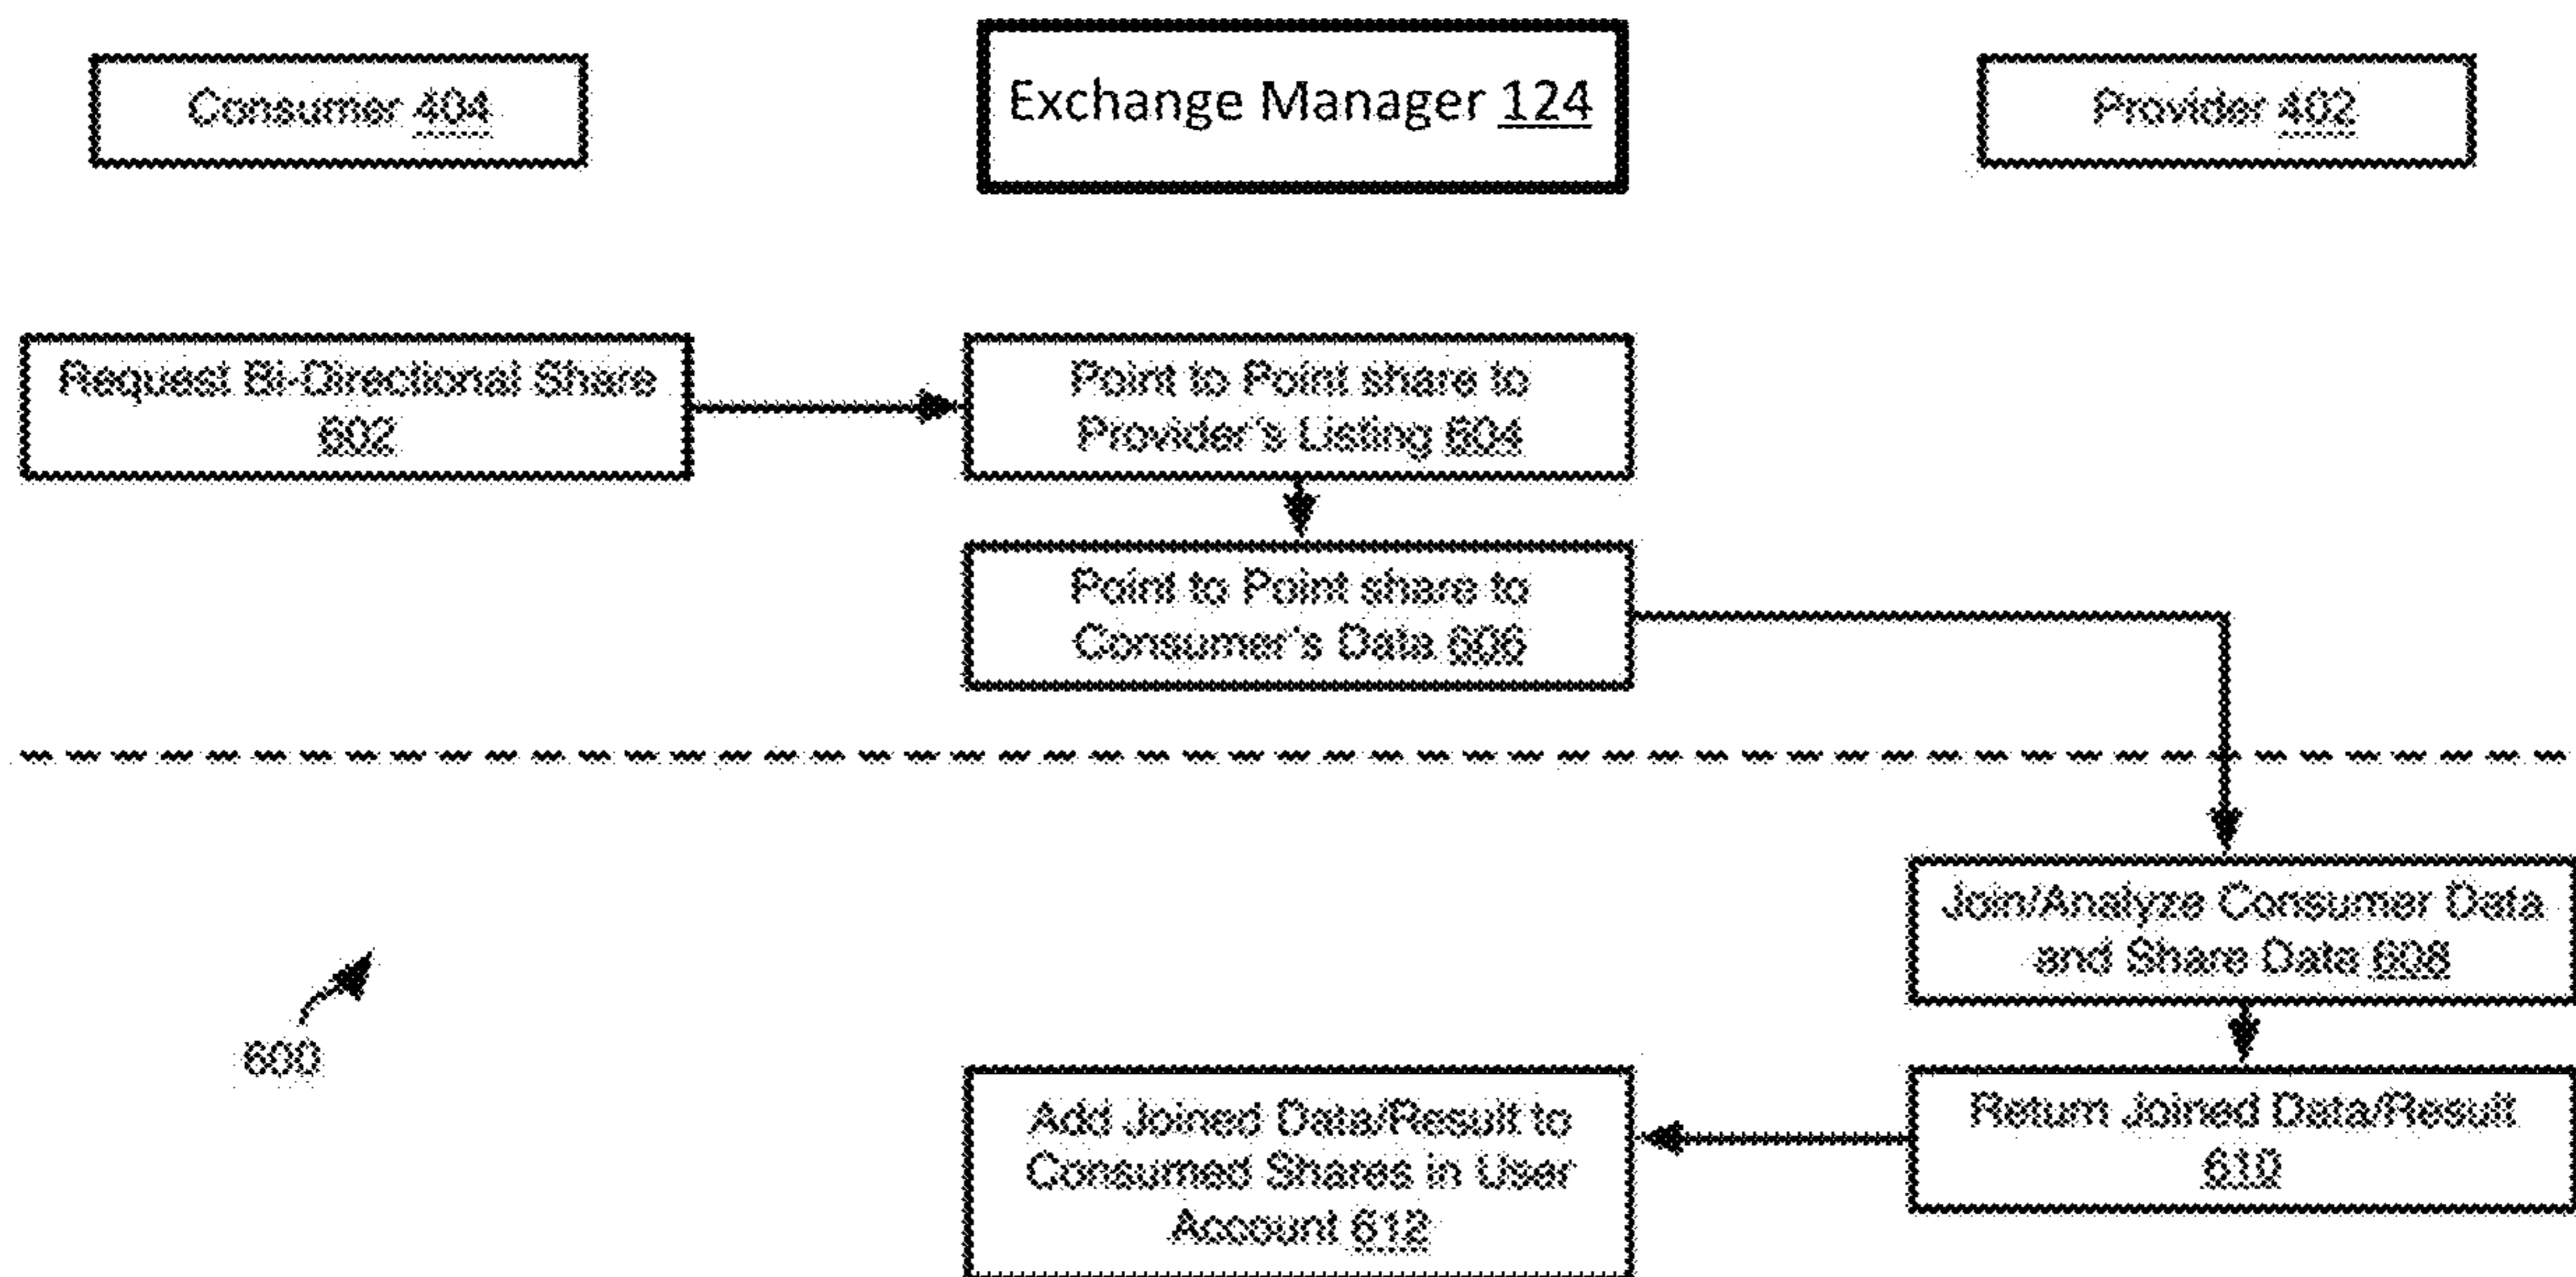 Consumer 404
Exchange Manager 124
Provider 402
Request Bi-Directional Share
602
Point to Point share to
Provider's Listing 604
Point to Point share to
Consumer's Data 606
Join/Analyze Consumer Data
and Share Data 608
600
Return Joined Data/Result
610
Add Joined Data/Result to
Consumed Shares in User
Account 612